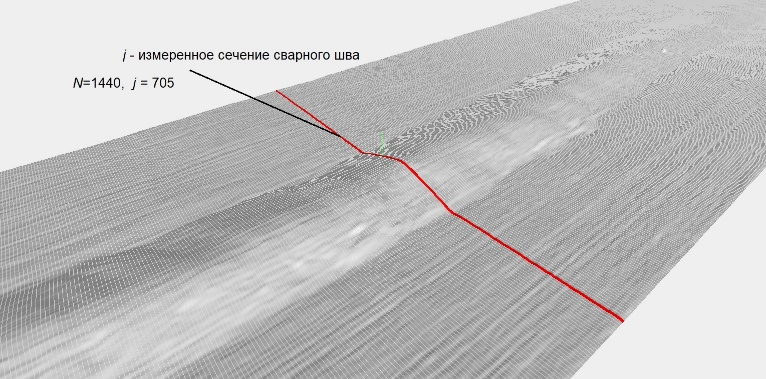 j - измеренное сечение сварного шва
N=1440, j = 705